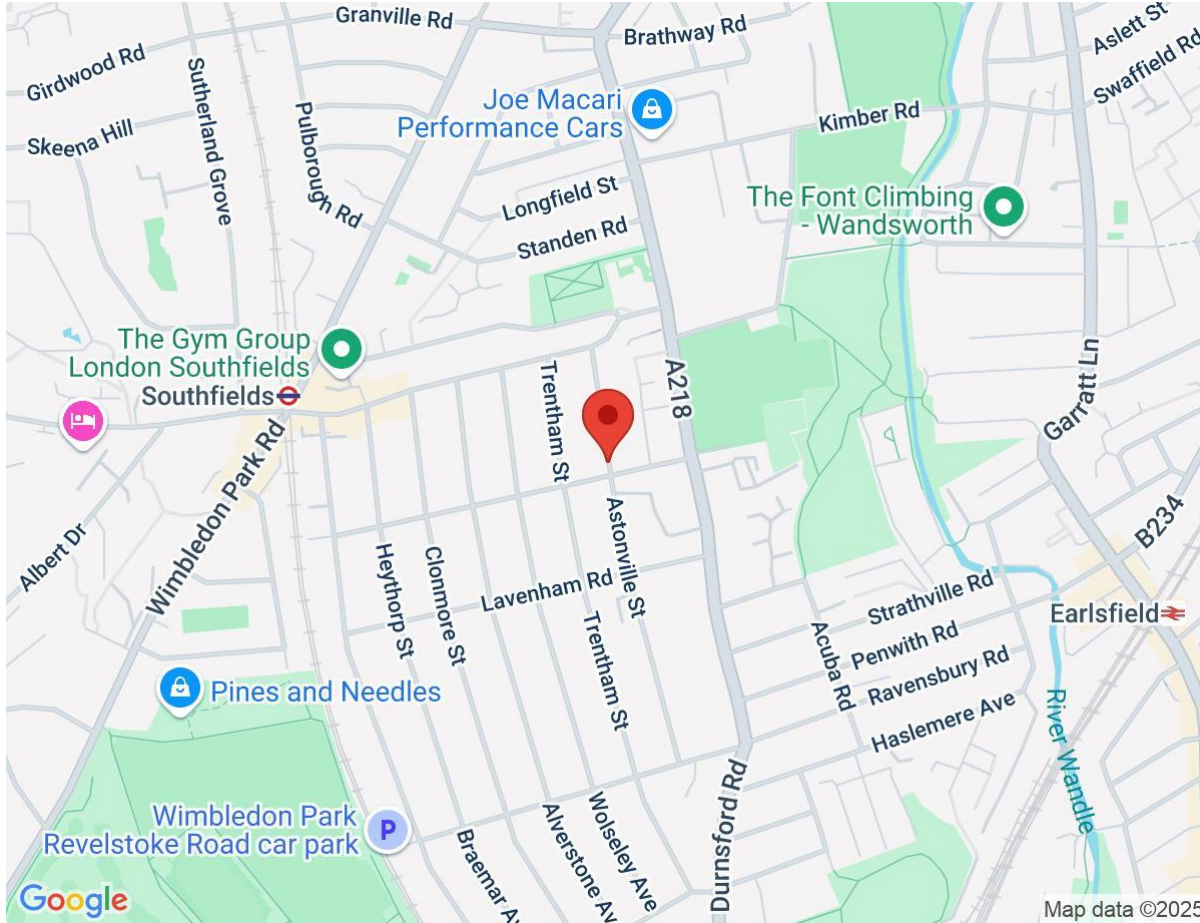 Granville Rd
Brathway Rd
Aslett St
Girdwood Rd
Sutherland Grove
Swaffield Rd
Joe Macari
Performance Cars
Pulborough Rd
Kimber Rd
Skeena Hill
Longfield St
The Font Climbing
- Wandsworth
Standen Rd
The Gym Group
London Southfields
Southfields
Trentham St
A218
Garratt Ln
Wimbledon Park Rd
Astonville St
B234
Albert Dr
Heythorp St
Clonmore St
Lavenham Rd
Strathville Rd
Earlsfield
Trentham St
Acuba Rd
Penwith Rd
Ravensbury Rd
Pines and Needles
Haslemere Ave
River Wandle
Wimbledon Park
Revelstoke Road car park
P
Durnsford Rd
Braemar Av
Alverstone Av
Wolseley Ave
Google
Map data ©2025